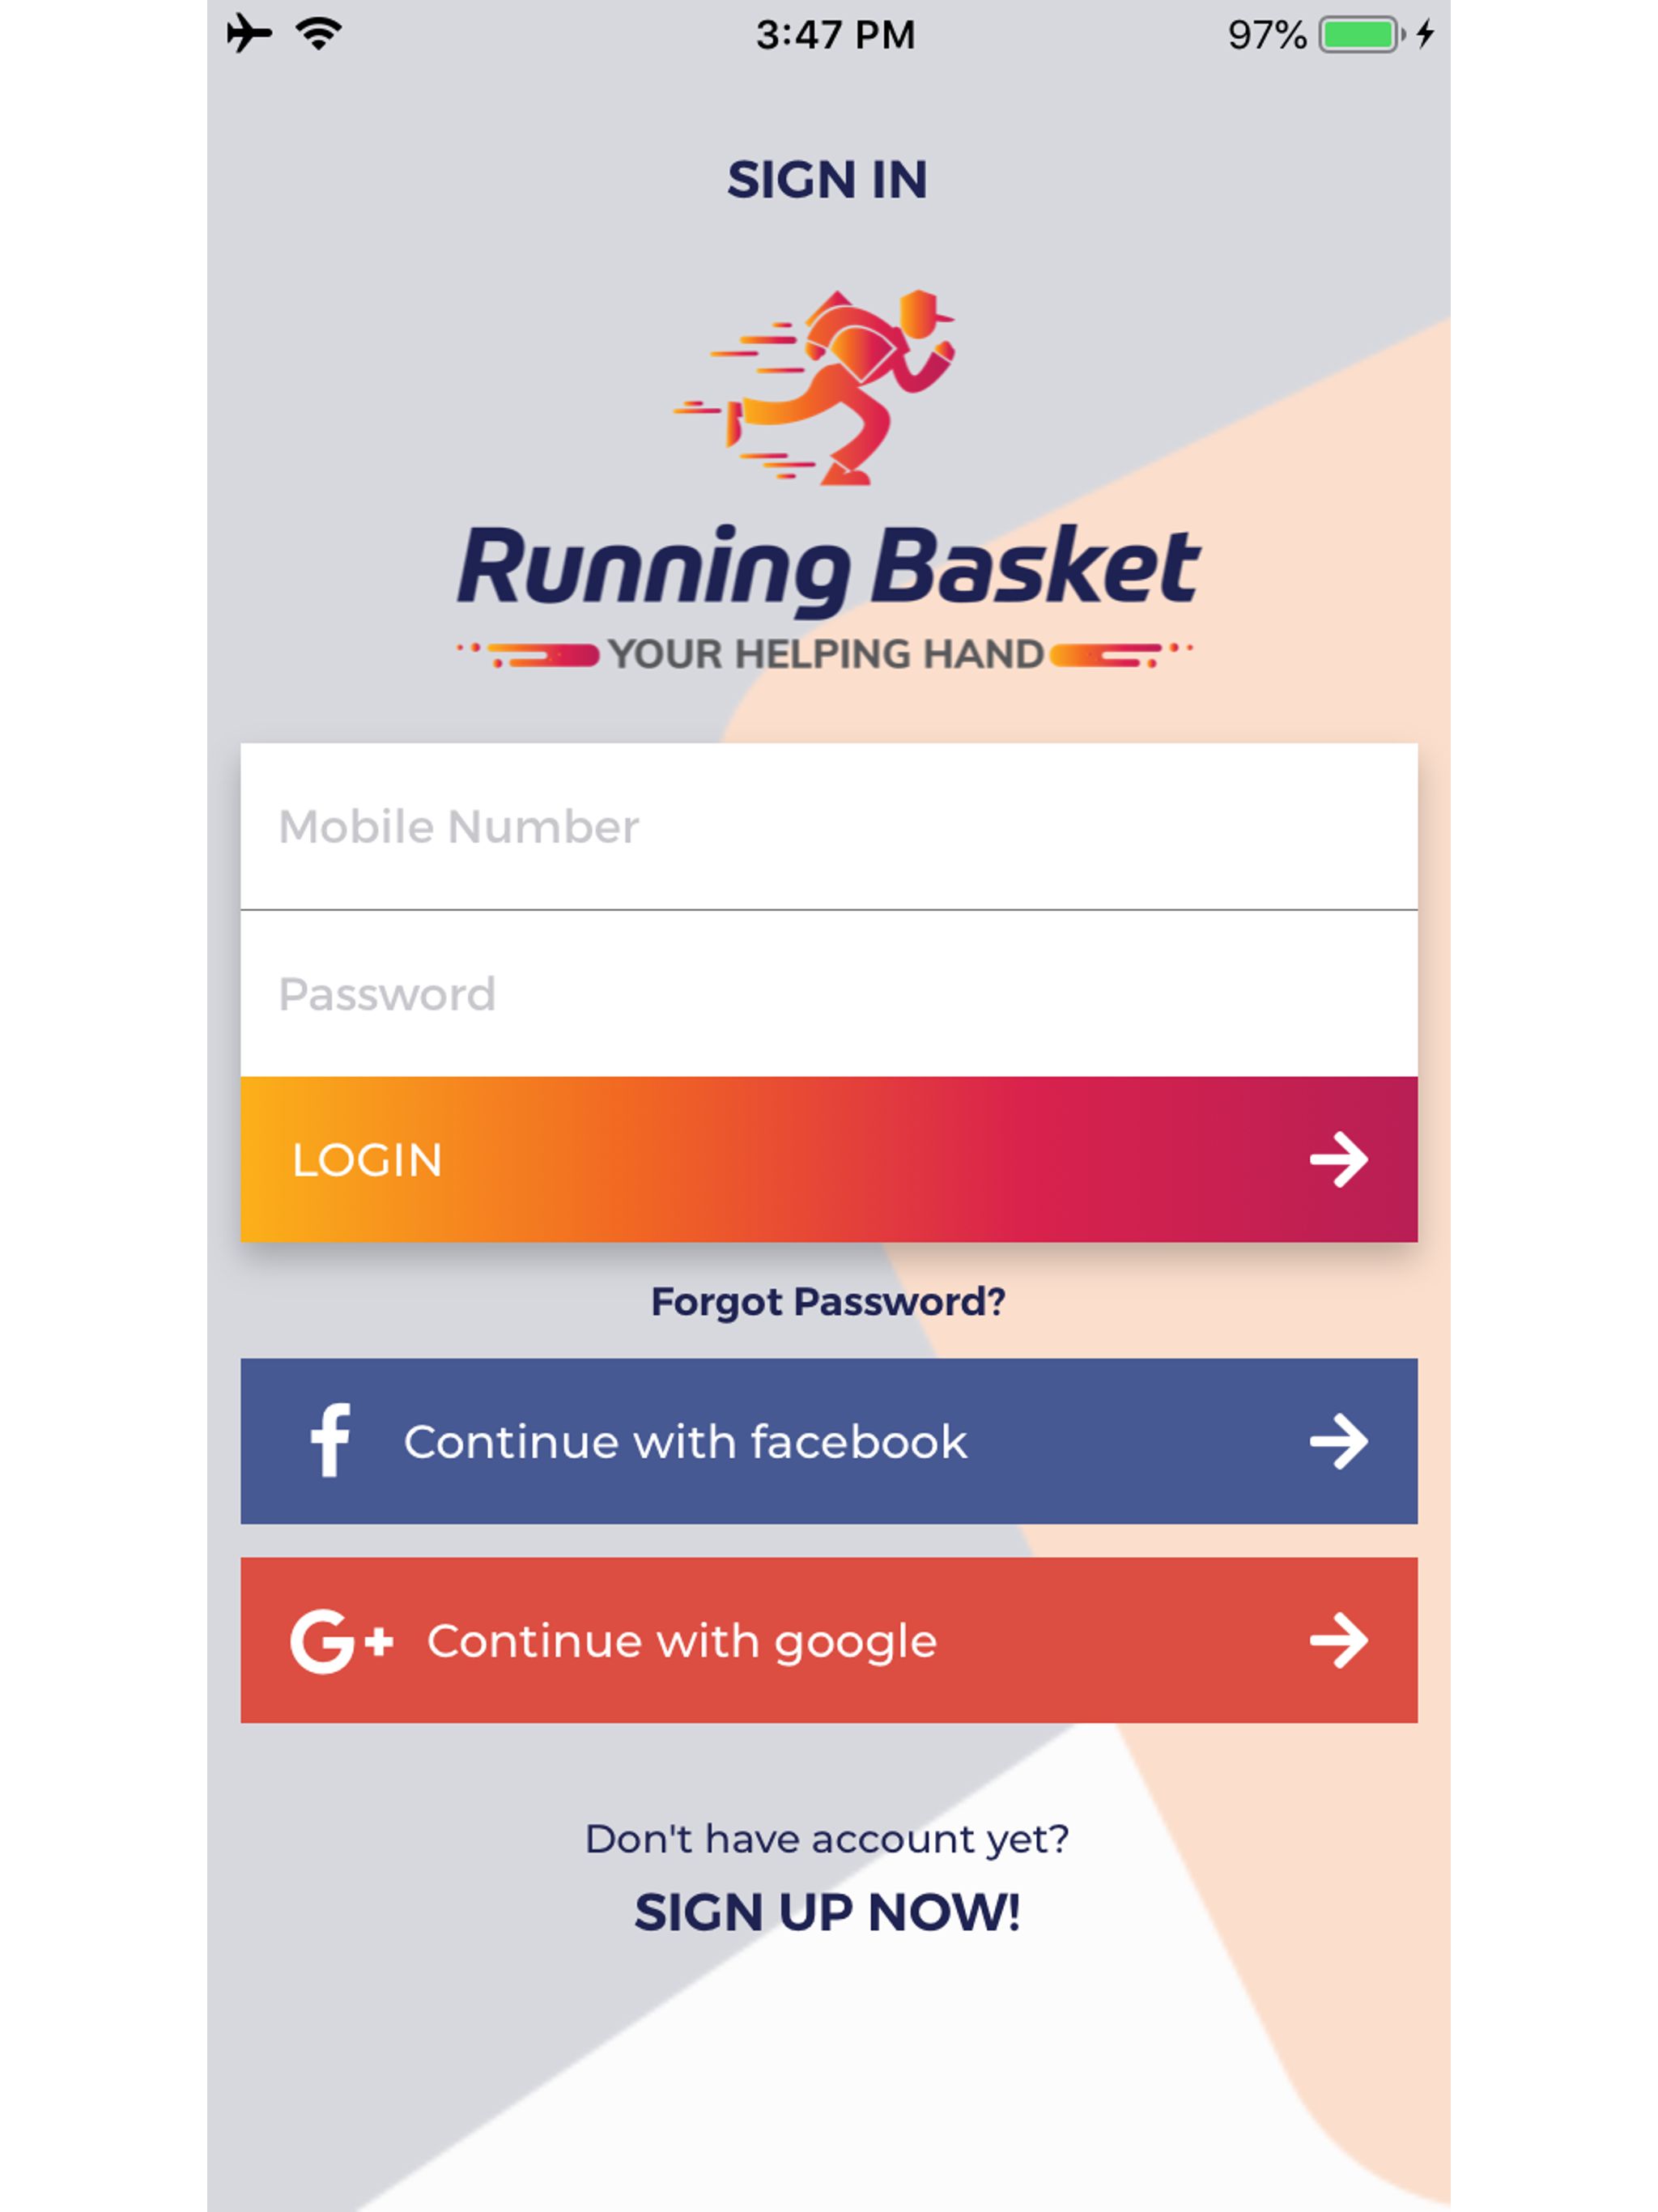 3:47 PM 97%
SIGN IN
Running Basket
YOUR HELPING HAND
Mobile Number
Password
LOGIN
Forgot Password?
f Continue with facebook
G+ Continue with google
Don't have account yet?
SIGN UP NOW!